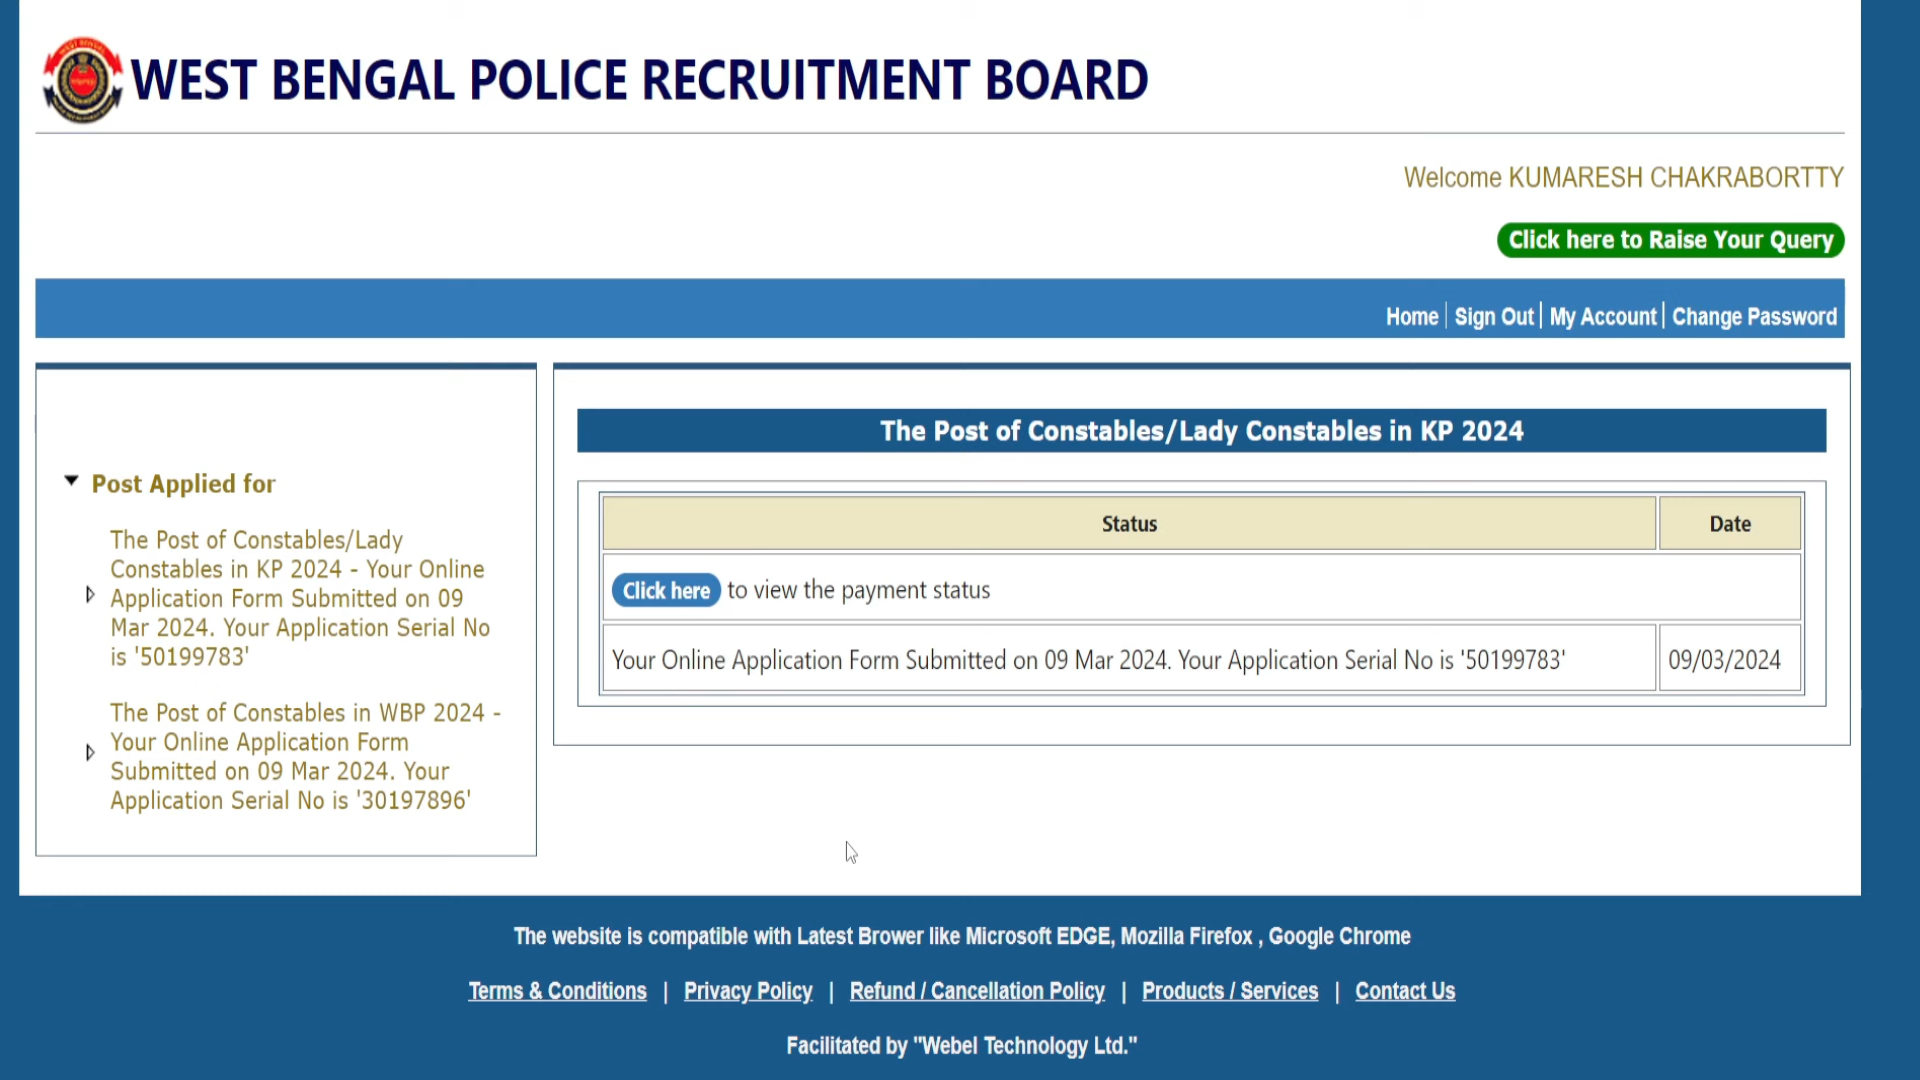 WEST BENGAL POLICE RECRUITMENT BOARD
Welcome KUMARESH CHAKRABORTTY
Click here to Raise Your Query
Home | Sign Out | My Account | Change Password
Post Applied for
The Post of Constables/Lady
Constables in KP 2024 - Your Online
Application Form Submitted on 09
Mar 2024. Your Application Serial No
is '50199783'
The Post of Constables in WBP 2024 -
Your Online Application Form
Submitted on 09 Mar 2024. Your
Application Serial No is '30197896'
The Post of Constables/Lady Constables in KP 2024
Status Date
Click here to view the payment status
Your Online Application Form Submitted on 09 Mar 2024. Your Application Serial No is '50199783' 09/03/2024
The website is compatible with Latest Brower like Microsoft EDGE, Mozilla Firefox , Google Chrome
Terms & Conditions | Privacy Policy | Refund / Cancellation Policy | Products / Services | Contact Us
Facilitated by "Webel Technology Ltd."